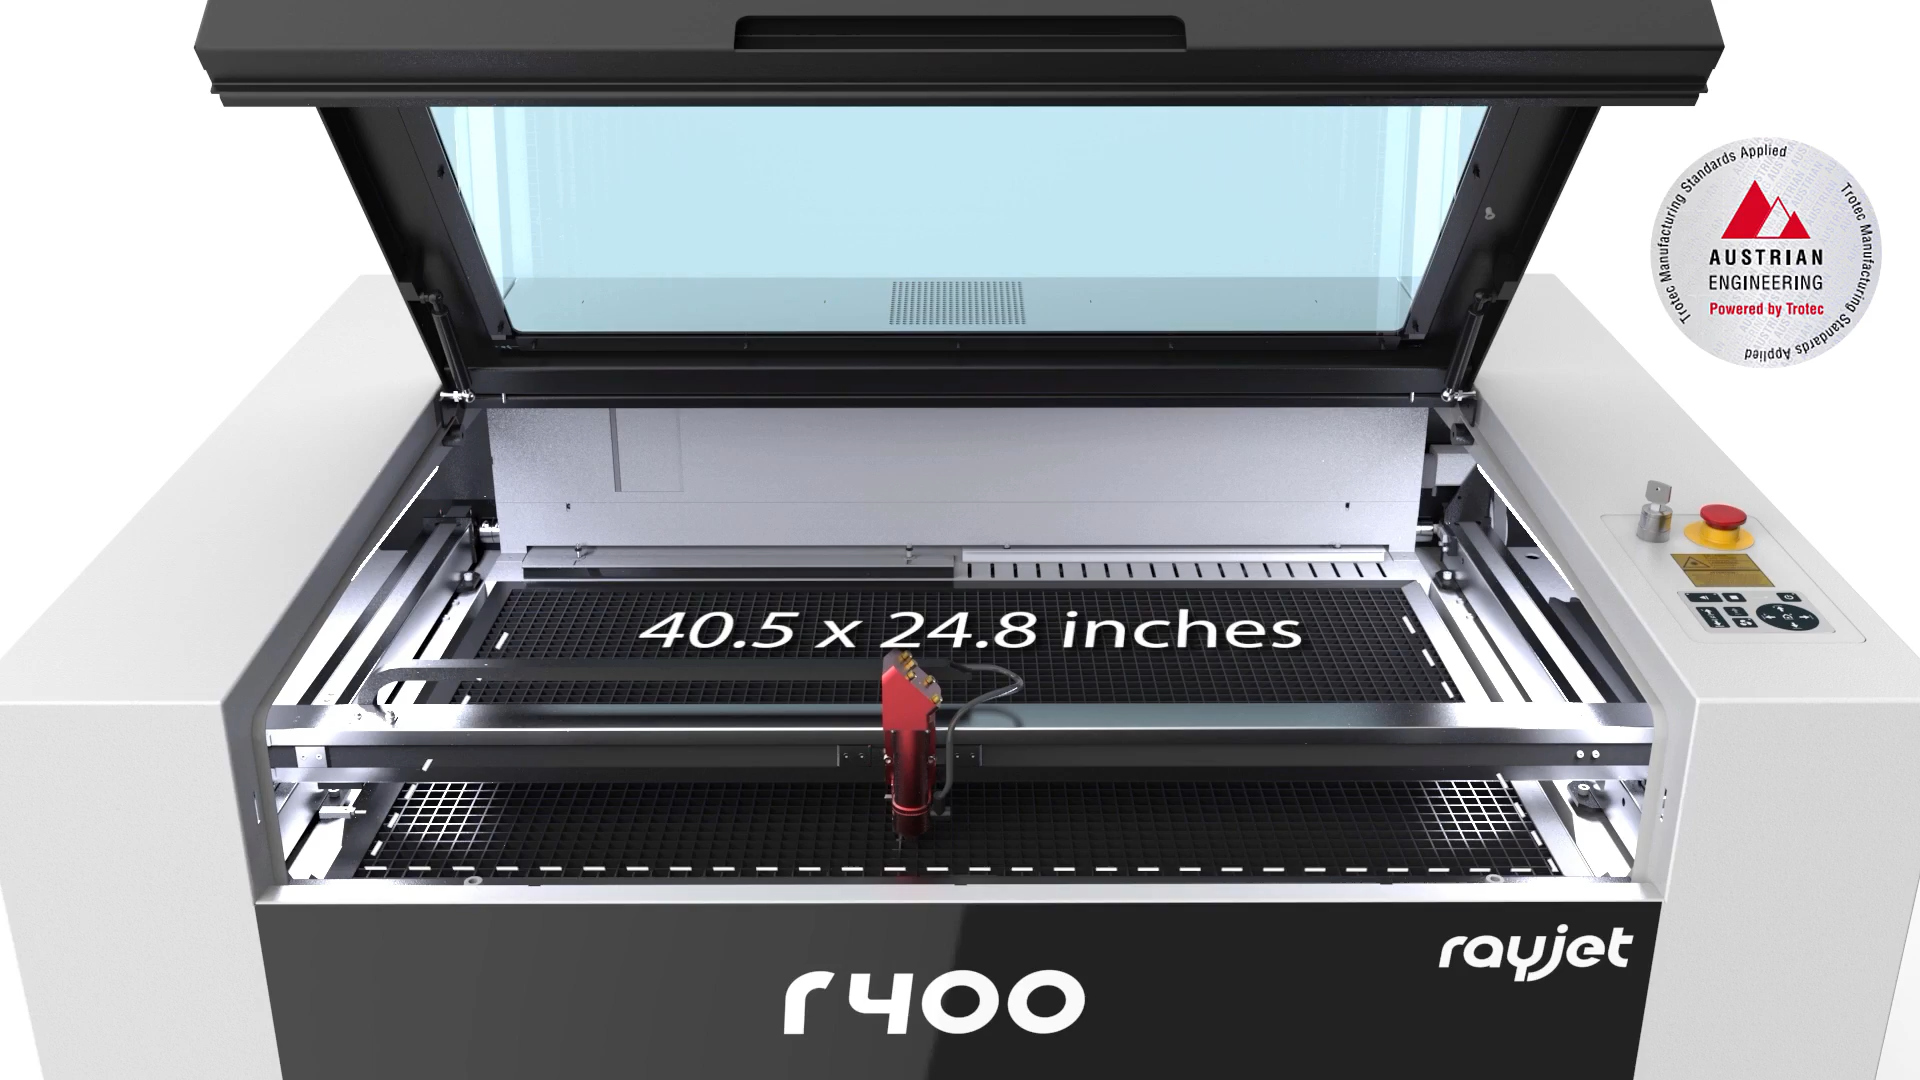 Trotec Manufacturing Standards Applied
Trotec Manufacturing Standards Applied
AUSTRIAN
ENGINEERING
Powered by Trotec
40.5 x 24.8 inches
rayjet
r400